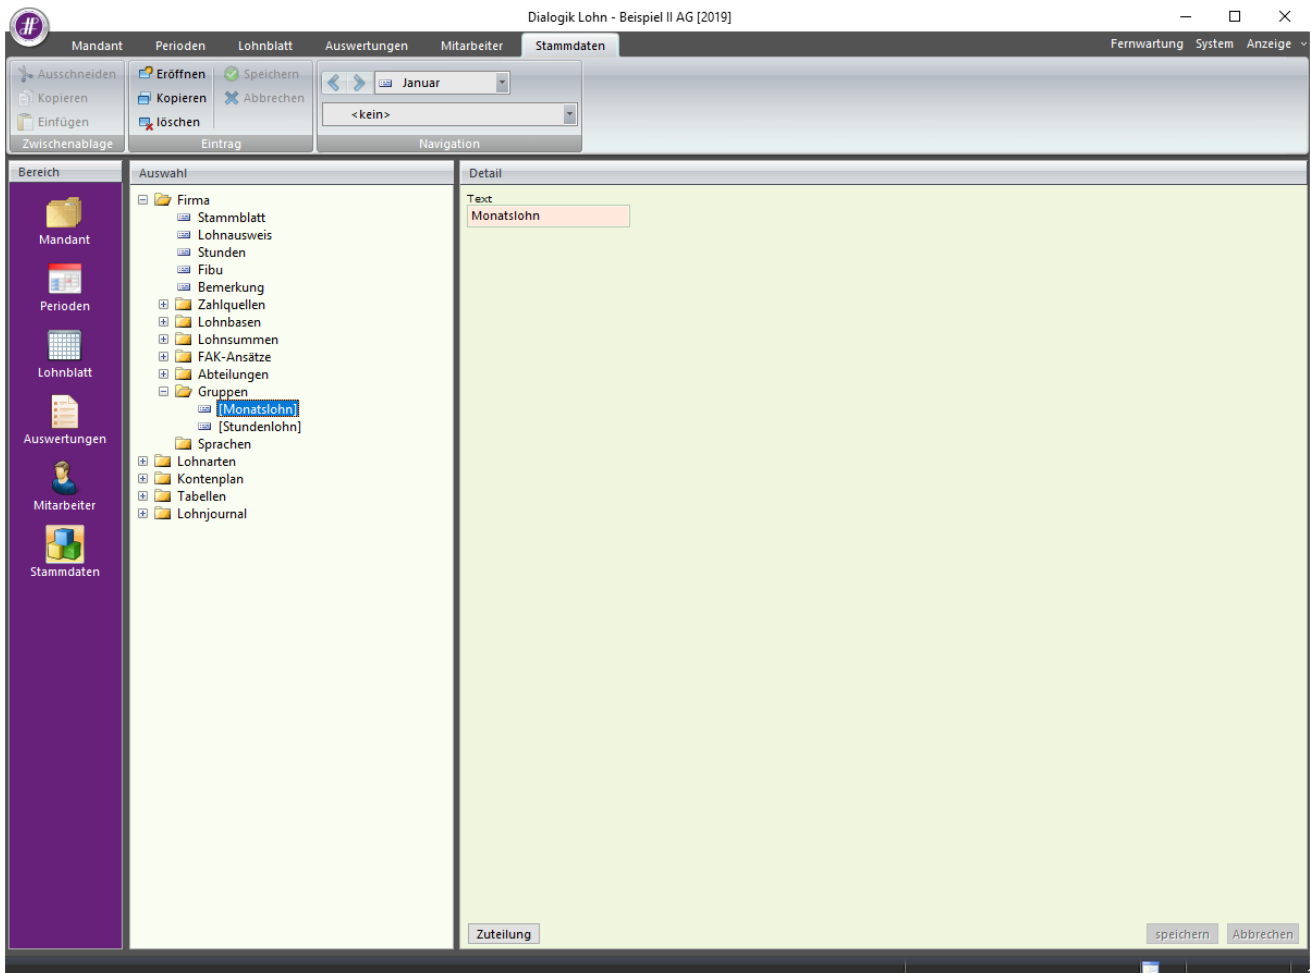 Dialogik Lohn - Beispiel II AG [2019]
Mandant Perioden Lohnblatt Auswertungen Mitarbeiter Stammdaten Fernwartung System Anzeige
Ausschneiden Eröffnen Speichern
Januar
Kopieren Kopieren Abbrechen
<kein>
Einfügen löschen
Zwischenablage Eintrag Navigation
Bereich
Mandant
Perioden
Lohnblatt
Auswertungen
Mitarbeiter
Stammdaten
Auswahl
Firma
Stammblatt
Lohnausweis
Stunden
Fibu
Bemerkung
Zahlquellen
Lohnbasen
Lohnsummen
FAK-Ansätze
Abteilungen
Gruppen
[Monatslohn]
[Stundenlohn]
Sprachen
Lohnarten
Kontenplan
Tabellen
Lohnjournal
Detail
Text
Monatslohn
Zuteilung speichern Abbrechen